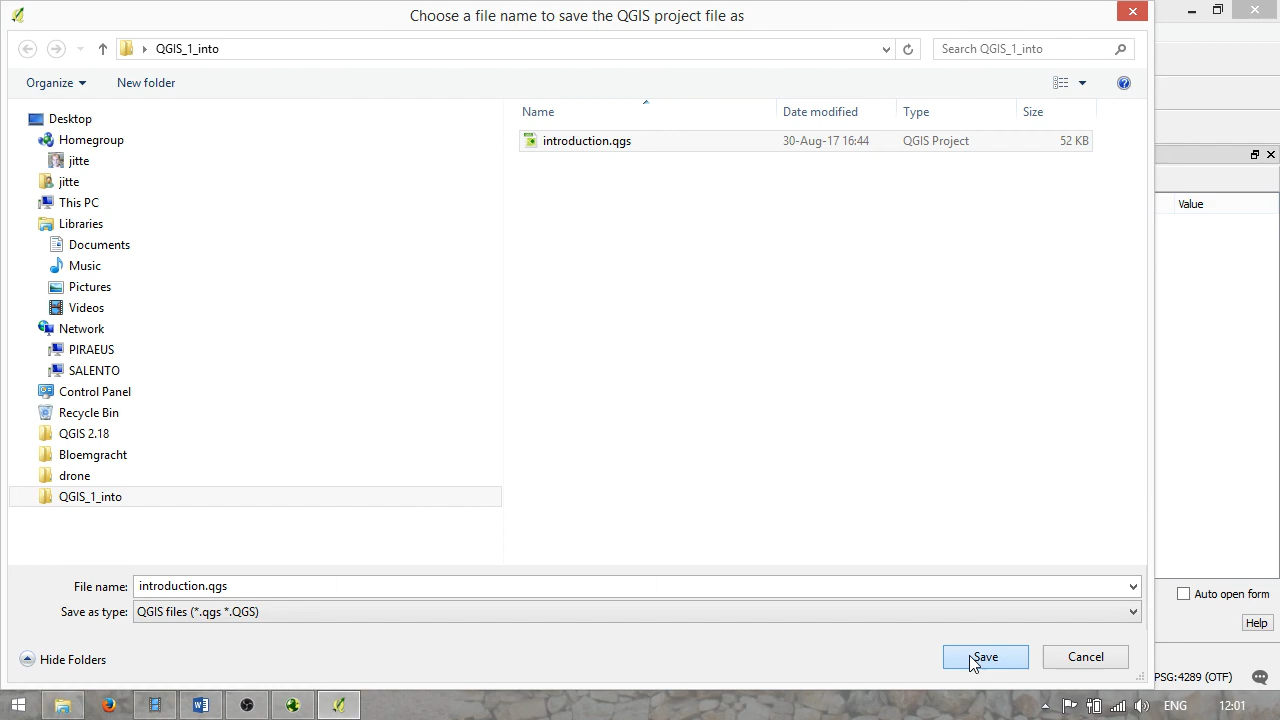 Choose a file name to save the QGIS project file as
QGIS_1_into
Search QGIS_1_into
Organize
New folder
Name
Date modified
Type
Size
introduction.qgs
30-Aug-17 16:44
QGIS Project
52 KB
Desktop
Homegroup
jitte
jitte
This PC
Libraries
Documents
Music
Pictures
Videos
Network
PIRAEUS
SALENTO
Control Panel
Recycle Bin
QGIS 2.18
Bloemgracht
drone
QGIS_1_into
Value
File name:
introduction.qgs
Save as type:
QGIS files (*.qgs *.QGS)
Auto open form
Help
Hide Folders
Save
Cancel
PSG:4289 (OTF)
ENG
12:01